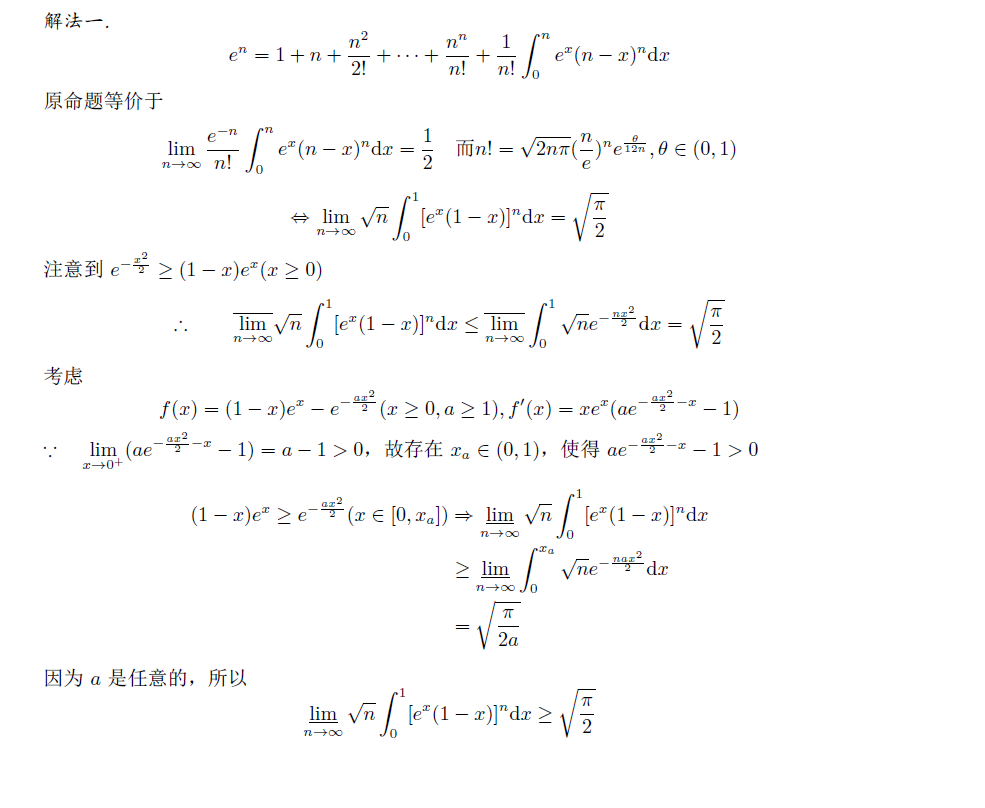 解法一.
$e^n = 1 + n + \frac{n^2}{2!} + \cdots + \frac{n^n}{n!} + \frac{1}{n!}\int_0^n e^x(n-x)^n \mathrm{d}x$
原命题等价于
$\lim_{n\to\infty} \frac{e^{-n}}{n!}\int_0^n e^x(n-x)^n \mathrm{d}x = \frac{1}{2}$ 而$n! = \sqrt{2n\pi}(\frac{n}{e})^n e^{\frac{\theta}{12n}}, \theta \in (0,1)$
$\Leftrightarrow \lim_{n\to\infty} \sqrt{n}\int_0^1 [e^x(1-x)]^n \mathrm{d}x = \sqrt{\frac{\pi}{2}}$
注意到 $e^{-\frac{x^2}{2}} \geq (1-x)e^x (x \geq 0)$
$\therefore \overline{\lim}_{n\to\infty} \sqrt{n}\int_0^1 [e^x(1-x)]^n \mathrm{d}x \leq \overline{\lim}_{n\to\infty} \int_0^1 \sqrt{n}e^{-\frac{nx^2}{2}} \mathrm{d}x = \sqrt{\frac{\pi}{2}}$
考虑
$f(x) = (1-x)e^x - e^{-\frac{ax^2}{2}} (x \geq 0, a \geq 1), f'(x) = xe^x(ae^{-\frac{ax^2}{2}-x} - 1)$
$\because \lim_{x\to 0^+} (ae^{-\frac{ax^2}{2}-x} - 1) = a - 1 > 0$，故存在 $x_a \in (0,1)$，使得 $ae^{-\frac{ax^2}{2}-x} - 1 > 0$
$(1-x)e^x \geq e^{-\frac{ax^2}{2}} (x \in [0, x_a]) \Rightarrow \underline{\lim}_{n\to\infty} \sqrt{n}\int_0^1 [e^x(1-x)]^n \mathrm{d}x$
$\geq \underline{\lim}_{n\to\infty} \int_0^{x_a} \sqrt{n}e^{-\frac{nax^2}{2}} \mathrm{d}x$
$= \sqrt{\frac{\pi}{2a}}$
因为 $a$ 是任意的，所以
$\underline{\lim}_{n\to\infty} \sqrt{n}\int_0^1 [e^x(1-x)]^n \mathrm{d}x \geq \sqrt{\frac{\pi}{2}}$